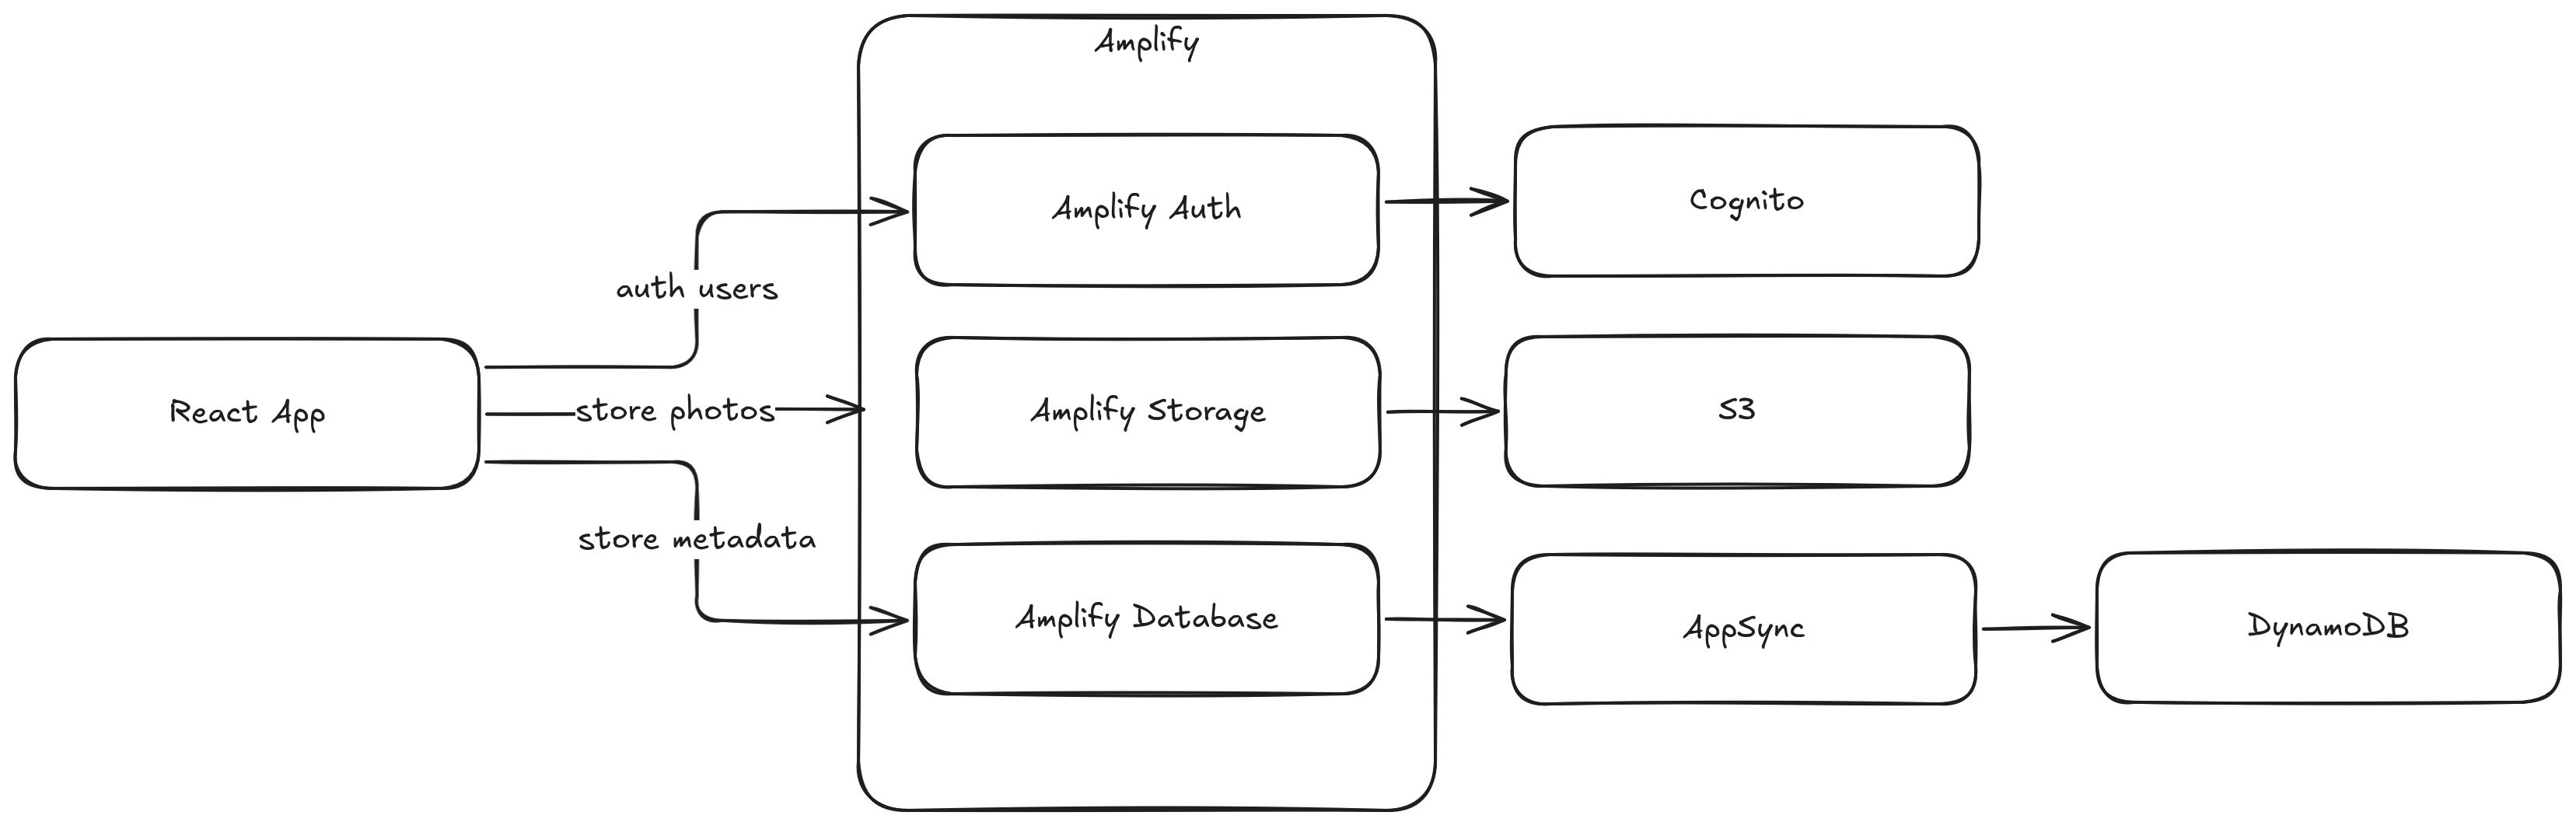 Amplify
Amplify Auth
Cognito
auth users
React App
store photos
Amplify Storage
S3
store metadata
Amplify Database
AppSync
DynamoDB